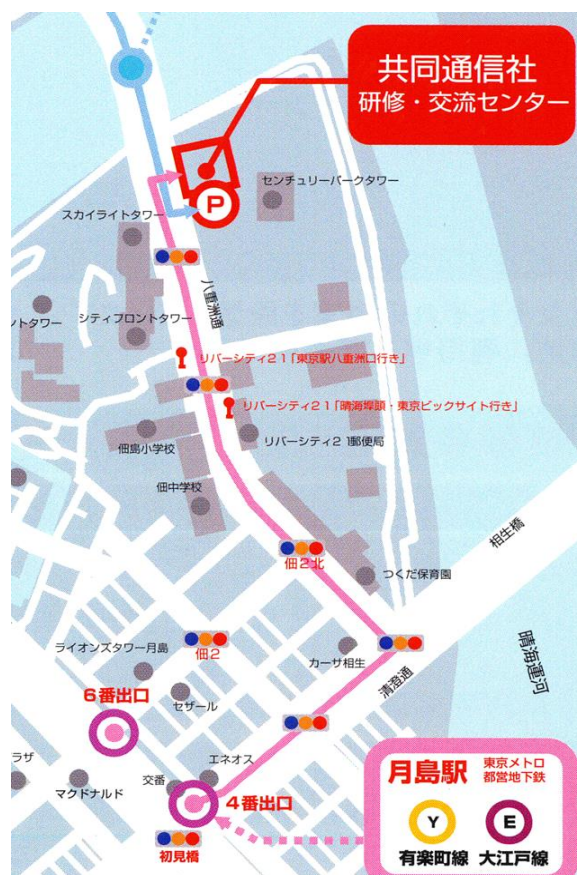 共同通信社
研修・交流センター
P
センチュリーパークタワー
スカイライトタワー
八重洲通
シティフロントタワー
ントタワー
リバーシティ21「東京駅八重洲口行き」
リバーシティ21「晴海埠頭・東京ビックサイト行き」
佃島小学校
リバーシティ21郵便局
佃中学校
相生橋
佃2北
つくだ保育園
佃2
ライオンズタワー月島
カーサ相生
清澄通
晴海運河
6番出口
セザール
エネオス
ラザ
マクドナルド
交番
4番出口
初見橋
月島駅
東京メトロ
都営地下鉄
Y
E
有楽町線
大江戸線